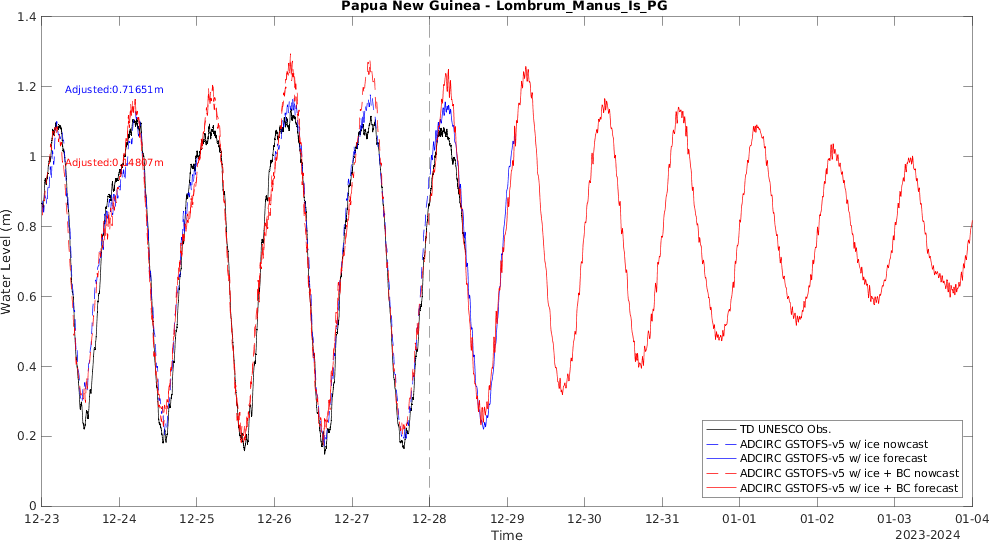 Papua New Guinea - Lombrum_Manus_Is_PG
1.4
1.2
1
0.8
0.6
0.4
0.2
0
Water Level (m)
Adjusted:0.71651m
TD UNESCO Obs.
ADCIRC GSTOFS-v5 w/ ice nowcast
ADCIRC GSTOFS-v5 w/ ice forecast
ADCIRC GSTOFS-v5 w/ ice + BC nowcast
ADCIRC GSTOFS-v5 w/ ice + BC forecast
12-23 12-24 12-25 12-26 12-27 12-28 12-29 12-30 12-31 01-01 01-02 01-03 01-04
Time
2023-2024